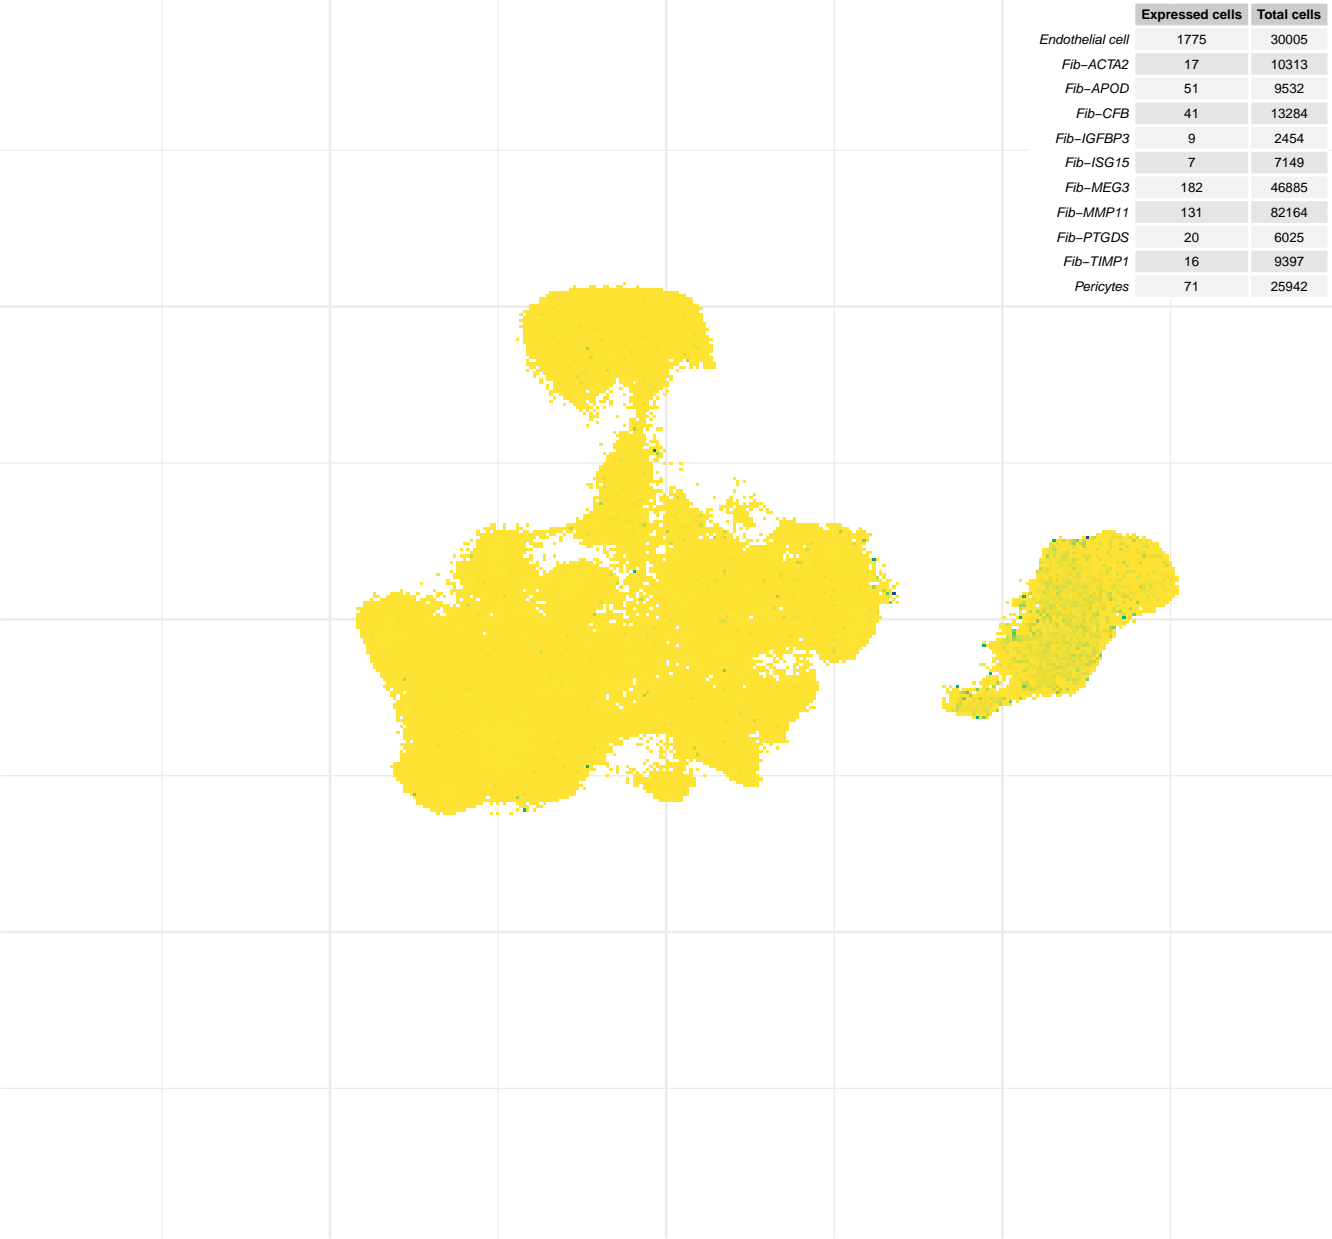 Expressed cells Total cells
Endothelial cell 1775 30005
Fib−ACTA2 17 10313
Fib−APOD 51 9532
Fib−CFB 41 13284
Fib−IGFBP3 9 2454
Fib−ISG15 7 7149
Fib−MEG3 182 46885
Fib−MMP11 131 82164
Fib−PTGDS 20 6025
Fib−TIMP1 16 9397
Pericytes 71 25942